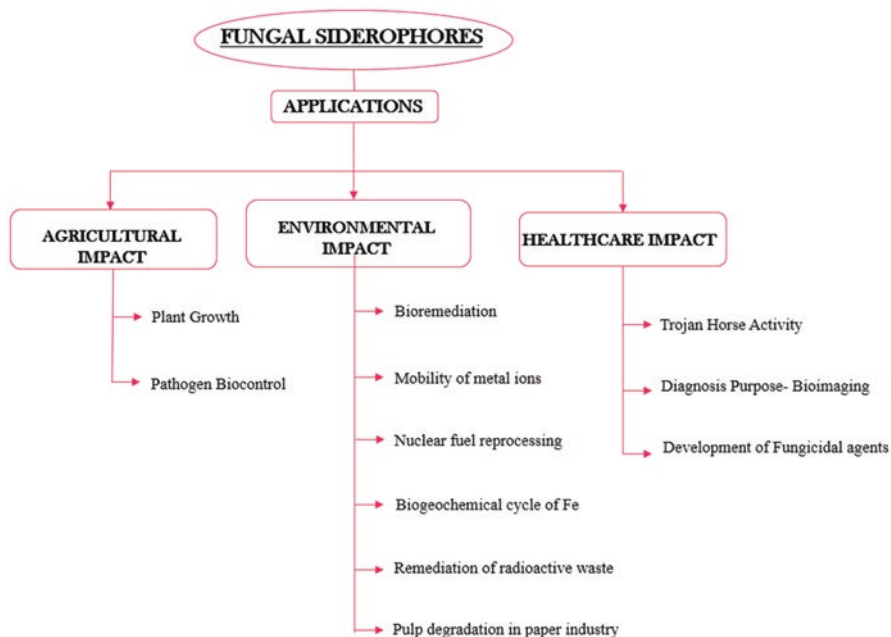 FUNGAL SIDEROPHORES
APPLICATIONS
AGRICULTURAL
IMPACT
Plant Growth
Pathogen Biocontrol
ENVIRONMENTAL
IMPACT
Bioremediation
Mobility of metal ions
Nuclear fuel reprocessing
Biogeochemical cycle of Fe
Remediation of radioactive waste
Pulp degradation in paper industry
HEALTHCARE IMPACT
Trojan Horse Activity
Diagnosis Purpose- Bioimaging
Development of Fungicidal agents